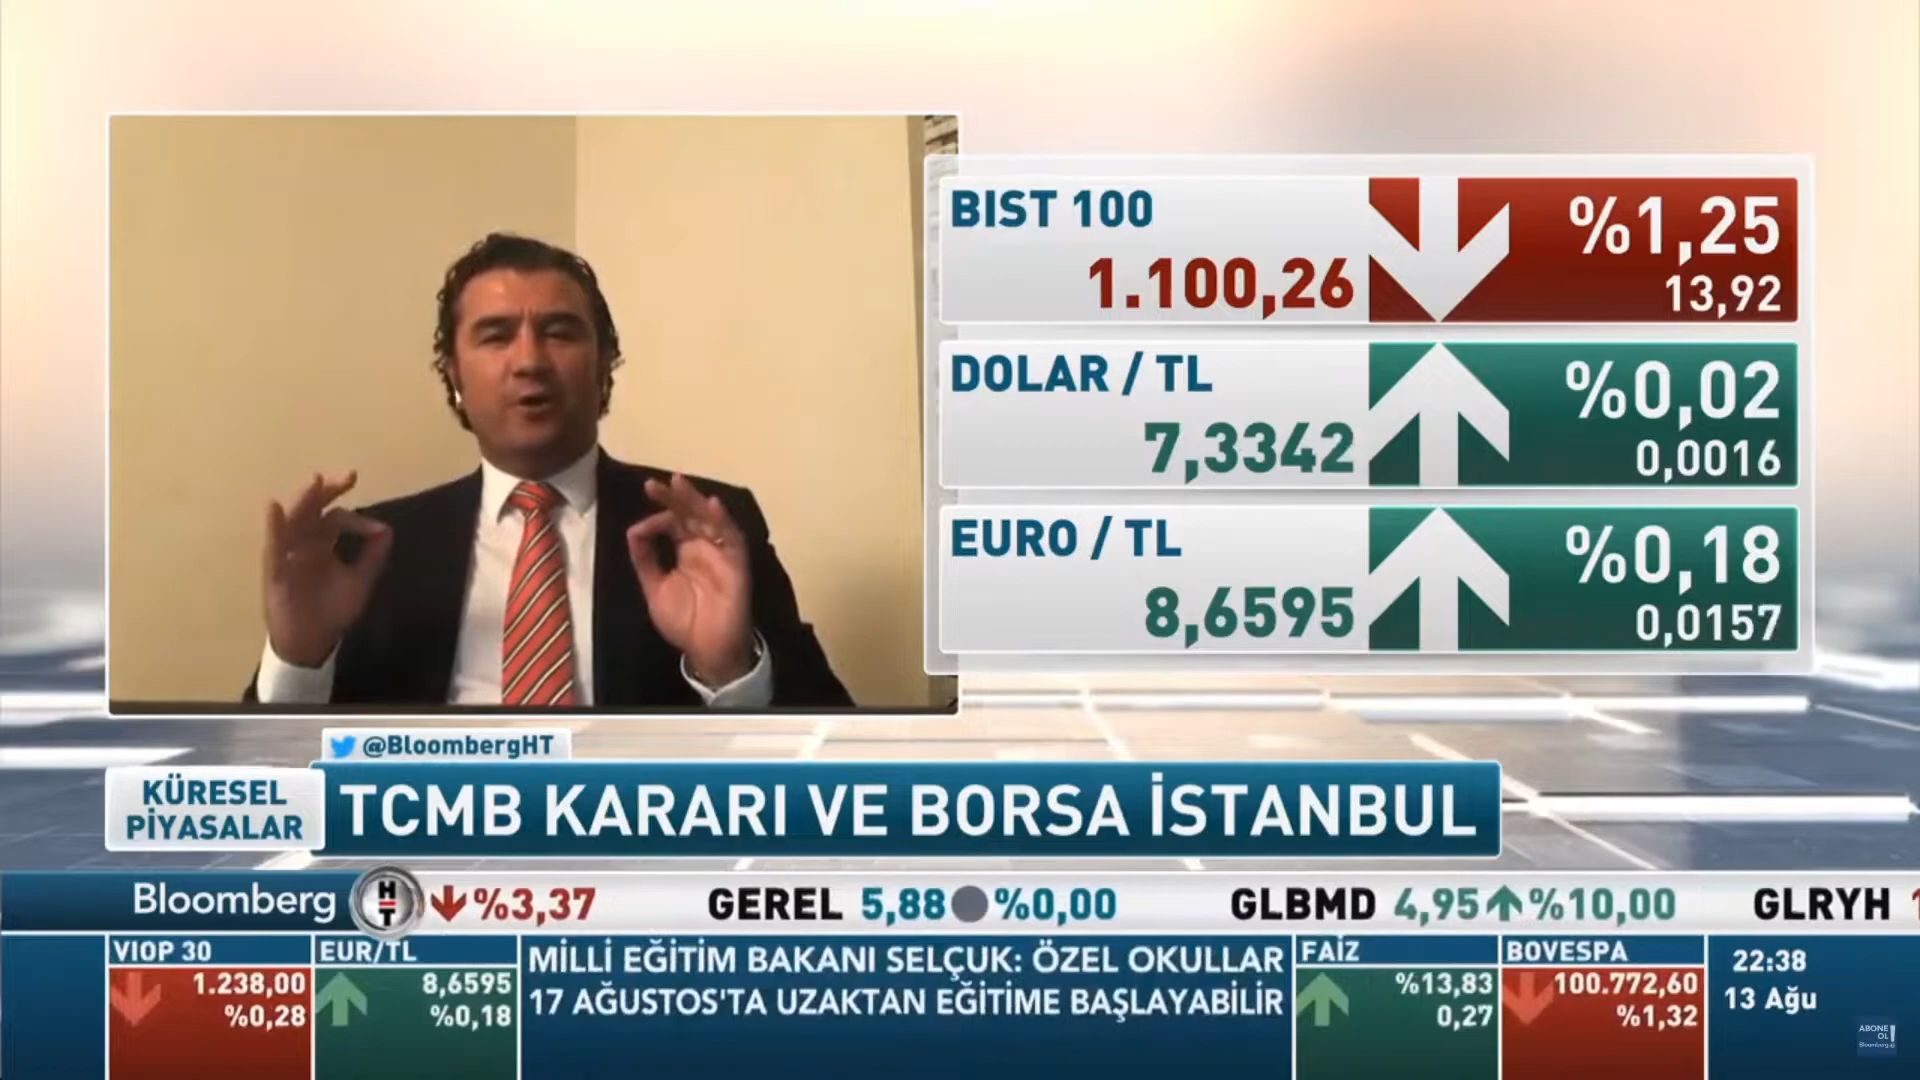 BIST 100
1.100,26
%1,25
13,92
DOLAR / TL
7,3342
%0,02
0,0016
EURO / TL
8,6595
%0,18
0,0157
@BloombergHT
KÜRESEL
PİYASALAR
TCMB KARARI VE BORSA İSTANBUL
Bloomberg HT %3,37 GEREL 5,88 %0,00 GLBMD 4,95 %10,00 GLRYH
VIOP 30
1.238,00
%0,28
EUR/TL
8,6595
%0,18
MİLLİ EĞİTİM BAKANI SELÇUK: ÖZEL OKULLAR
17 AĞUSTOS'TA UZAKTAN EĞİTİME BAŞLAYABİLİR
FAİZ
%13,83
0,27
BOVESPA
100.772,60
%1,32
22:38
13 Ağu
ABONE
OL!